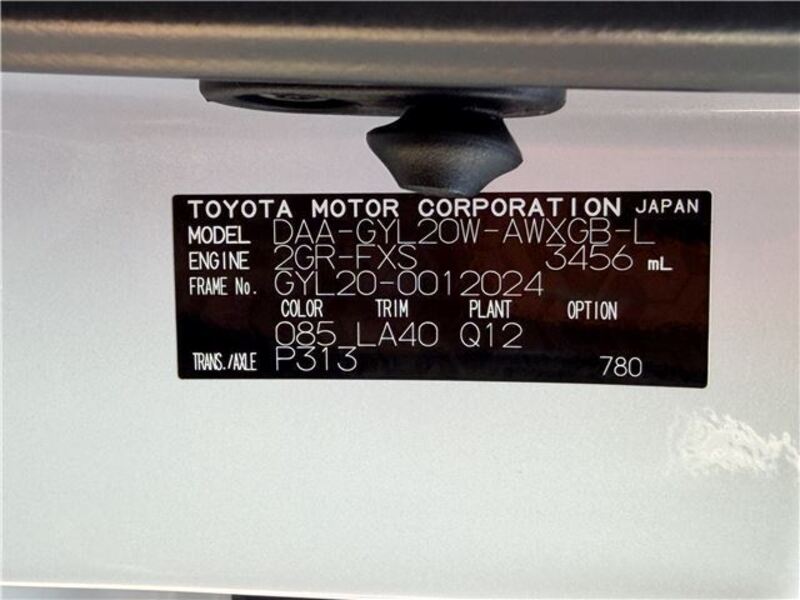 TOYOTA MOTOR CORPORATION JAPAN
MODEL DAA-GYL20W-AWXGB-L
ENGINE 2GR-FXS 3456 mL
FRAME No. GYL20-0012024
COLOR TRIM PLANT OPTION
085 LA40 Q12
TRANS./AXLE P313 780